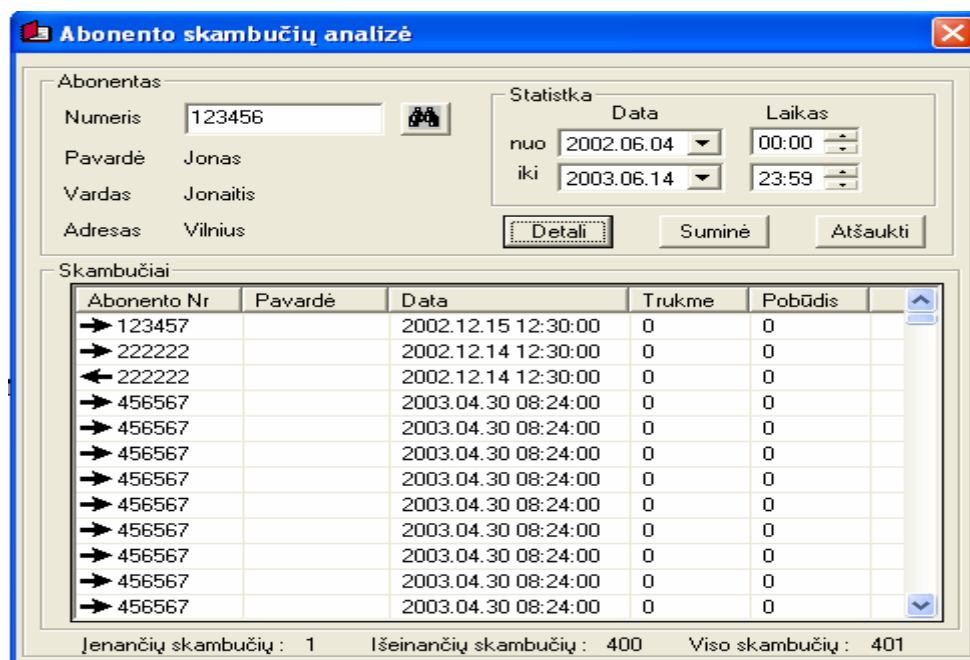 Abonento skambučių analizė
Abonentas
Numeris 123456
Pavardė Jonas
Vardas Jonaitis
Adresas Vilnius
Statistka
Data Laikas
nuo 2002.06.04 00:00
iki 2003.06.14 23:59
Detali Suminė Atšaukti
Skambučiai
Abonento Nr Pavardė Data Trukme Pobūdis
123457 2002.12.15 12:30:00 0 0
222222 2002.12.14 12:30:00 0 0
222222 2002.12.14 12:30:00 0 0
456567 2003.04.30 08:24:00 0 0
456567 2003.04.30 08:24:00 0 0
456567 2003.04.30 08:24:00 0 0
456567 2003.04.30 08:24:00 0 0
456567 2003.04.30 08:24:00 0 0
456567 2003.04.30 08:24:00 0 0
456567 2003.04.30 08:24:00 0 0
456567 2003.04.30 08:24:00 0 0
456567 2003.04.30 08:24:00 0 0
Įenančių skambučių : 1 Išeinančių skambučių : 400 Viso skambučių : 401